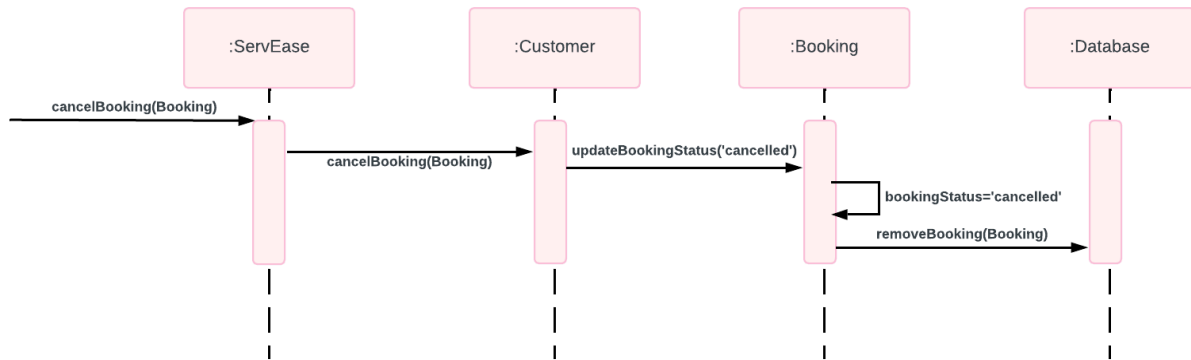 :ServEase
:Customer
:Booking
:Database
cancelBooking(Booking)
cancelBooking(Booking)
updateBookingStatus('cancelled')
bookingStatus='cancelled'
removeBooking(Booking)